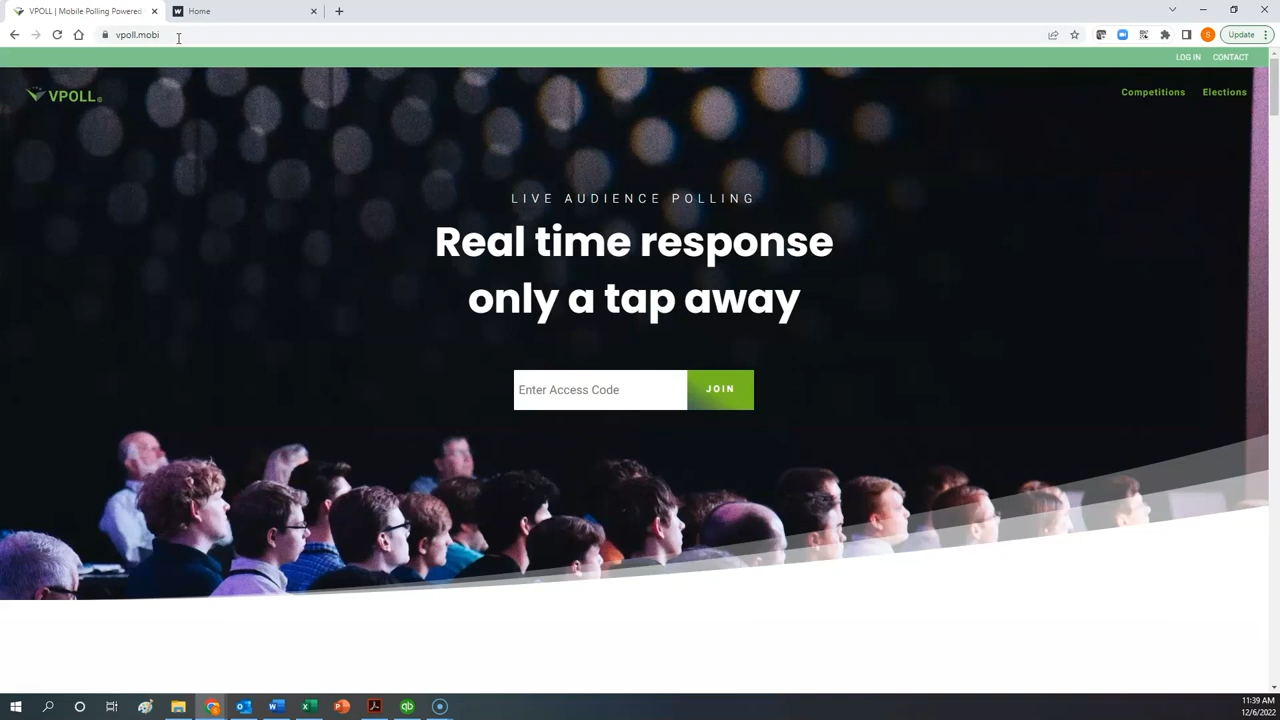 VPOLL | Mobile Polling Powered
Home
vpoll.mobi
Update
LOG IN CONTACT
VPOLL
Competitions Elections
LIVE AUDIENCE POLLING
Real time response
only a tap away
Enter Access Code
JOIN
11:39 AM
12/6/2022